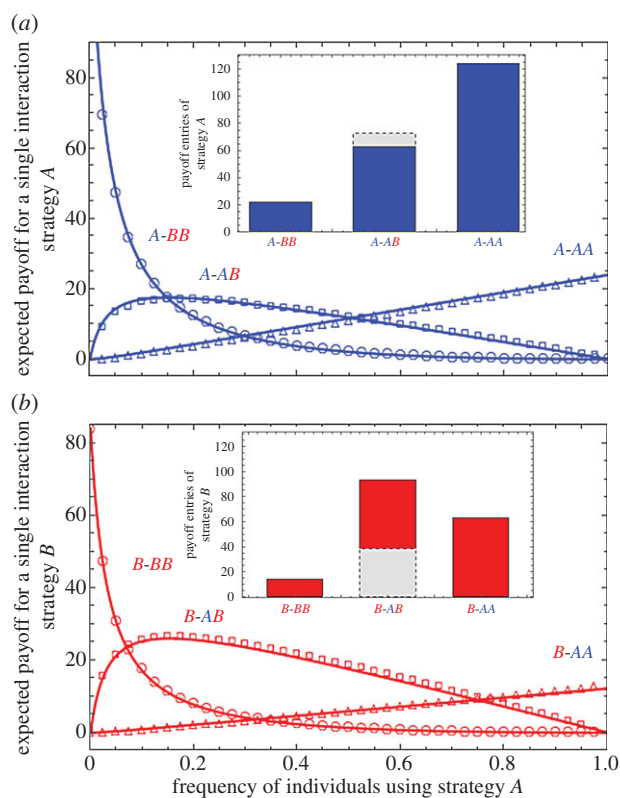 (a)
80
60
40
20
0
expected payoff for a single interaction
strategy A
A-BB
A-AB
A-AA
120
100
80
60
40
20
0
payoff entries of
strategy A
A-BB
A-AB
A-AA
(b)
80
60
40
20
0
expected payoff for a single interaction
strategy B
B-BB
B-AB
B-AA
120
100
80
60
40
20
0
payoff entries of
strategy B
B-BB
B-AB
B-AA
0 0.2 0.4 0.6 0.8 1.0
frequency of individuals using strategy A